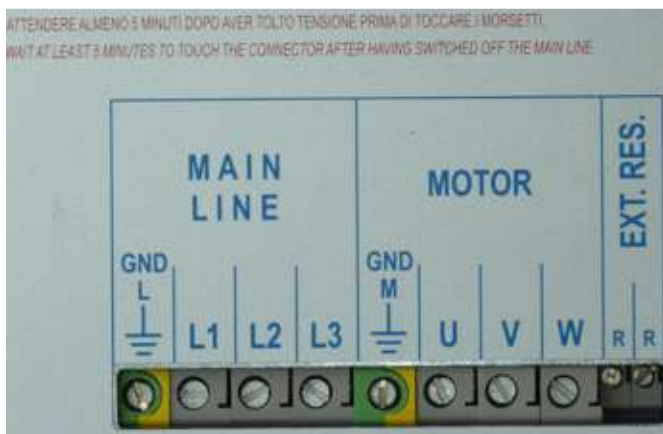 ATTENDERE ALMENO 5 MINUTI DOPO AVER TOLTO TENSIONE PRIMA DI TOCCARE I MORSETTI.
WAIT AT LEAST 5 MINUTES TO TOUCH THE CONNECTOR AFTER HAVING SWITCHED OFF THE MAIN LINE.
MAIN
LINE
MOTOR
EXT. RES.
GND
L
L1 L2 L3
GND
M
U V W
R R